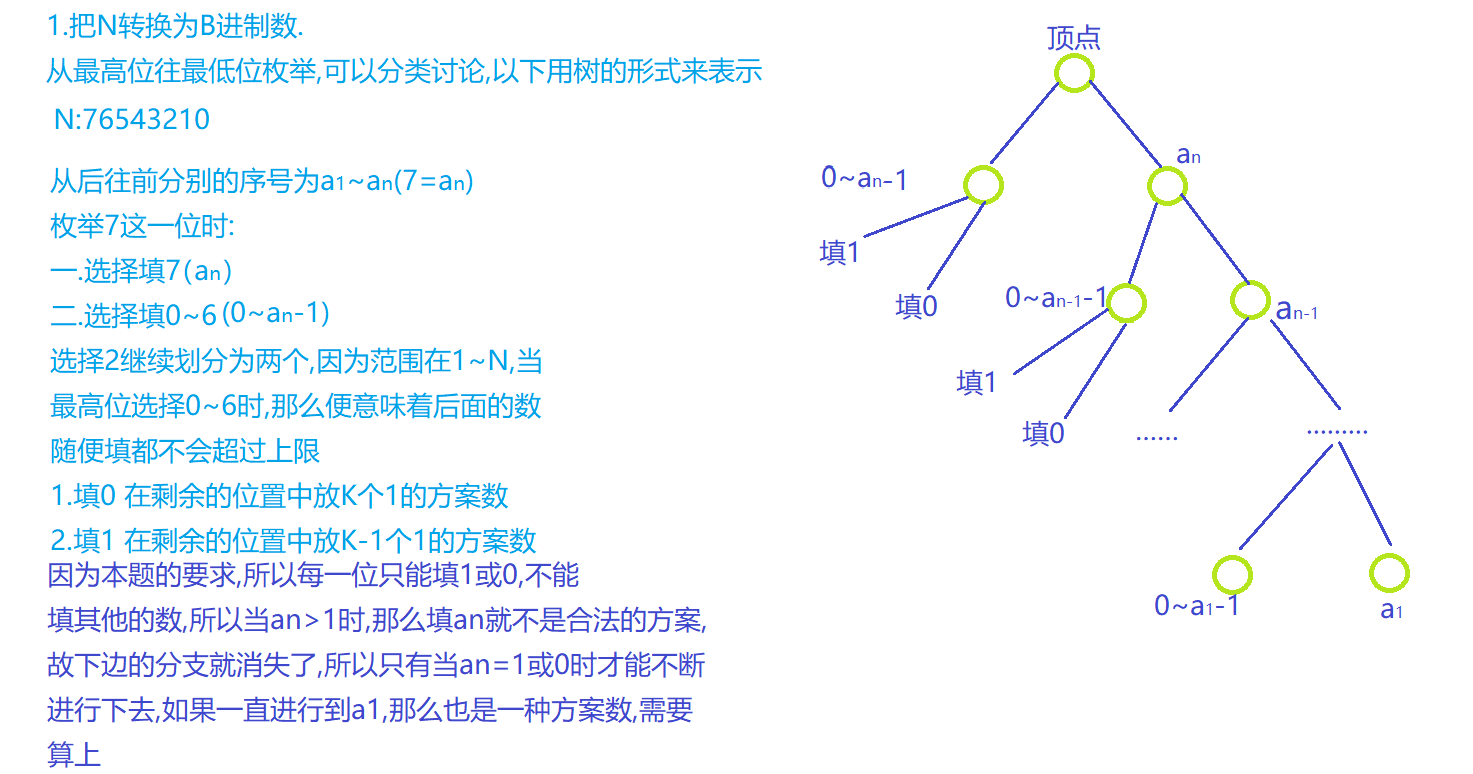 1.把N转换为B进制数.
从最高位往最低位枚举,可以分类讨论,以下用树的形式来表示
N:76543210
从后往前分别的序号为a1~an(7=an)
枚举7这一位时:
一.选择填7(an)
二.选择填0~6(0~an-1)
选择2继续划分为两个,因为范围在1~N,当
最高位选择0~6时,那么便意味着后面的数
随便填都不会超过上限
1.填0 在剩余的位置中放K个1的方案数
2.填1 在剩余的位置中放K-1个1的方案数
因为本题的要求,所以每一位只能填1或0,不能
填其他的数,所以当an>1时,那么填an就不是合法的方案,
故下边的分支就消失了,所以只有当an=1或0时才能不断
进行下去,如果一直进行到a1,那么也是一种方案数,需要
算上
顶点
0~an-1
an
填1
填0
0~an-1-1
an-1
填1
填0
......
.........
0~a1-1
a1